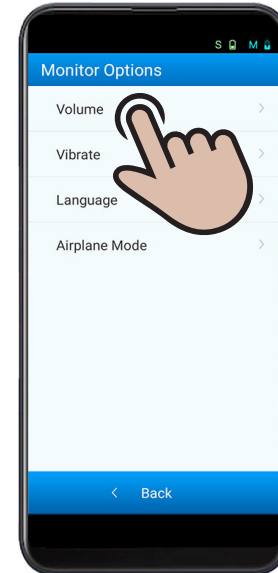 S M
Monitor Options
Volume
Vibrate
Language
Airplane Mode
Back